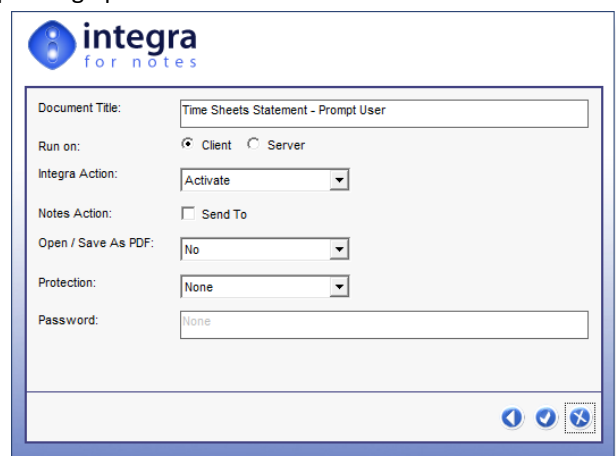 integra
for notes
Document Title: Time Sheets Statement - Prompt User
Run on: Client Server
Integra Action: Activate
Notes Action: Send To
Open / Save As PDF: No
Protection: None
Password: None